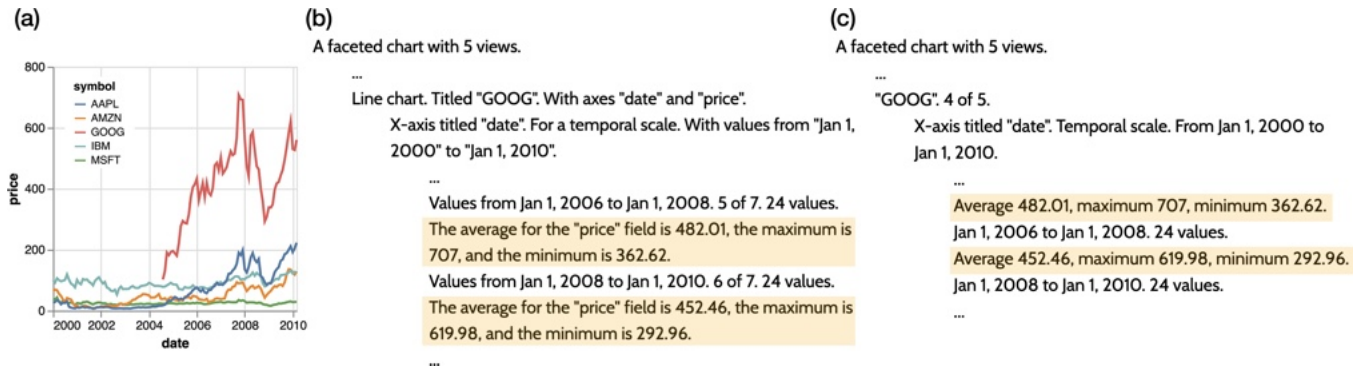 (a)
800
600
400
200
0
price
symbol
AAPL
AMZN
GOOG
IBM
MSFT
2000 2002 2004 2006 2008 2010
date
(b)
A faceted chart with 5 views.
...
Line chart. Titled "GOOG". With axes "date" and "price".
X-axis titled "date". For a temporal scale. With values from "Jan 1,
2000" to "Jan 1, 2010".
...
Values from Jan 1, 2006 to Jan 1, 2008. 5 of 7. 24 values.
The average for the "price" field is 482.01, the maximum is
707, and the minimum is 362.62.
Values from Jan 1, 2008 to Jan 1, 2010. 6 of 7. 24 values.
The average for the "price" field is 452.46, the maximum is
619.98, and the minimum is 292.96.
...
(c)
A faceted chart with 5 views.
...
"GOOG". 4 of 5.
X-axis titled "date". Temporal scale. From Jan 1, 2000 to
Jan 1, 2010.
...
Average 482.01, maximum 707, minimum 362.62.
Jan 1, 2006 to Jan 1, 2008. 24 values.
Average 452.46, maximum 619.98, minimum 292.96.
Jan 1, 2008 to Jan 1, 2010. 24 values.
...